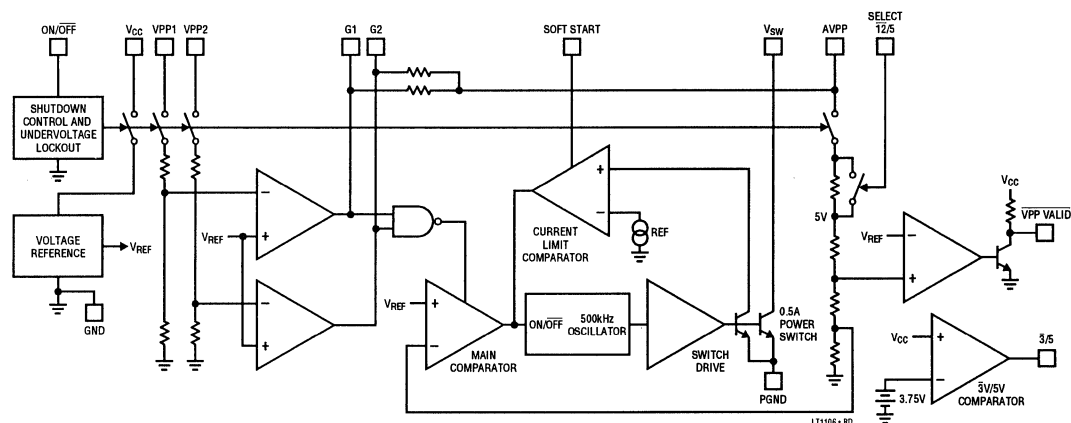 ON/OFF
VCC
VPP1
VPP2
G1
G2
SOFT START
VSW
AVPP
SELECT
12/5
SHUTDOWN
CONTROL AND
UNDERVOLTAGE
LOCKOUT
VOLTAGE
REFERENCE
VREF
GND
VREF
−
+
−
+
+
−
REF
CURRENT
LIMIT
COMPARATOR
VREF
+
−
MAIN
COMPARATOR
ON/OFF
500kHz
OSCILLATOR
SWITCH
DRIVE
0.5A
POWER
SWITCH
PGND
5V
VREF
−
+
VCC
VPP VALID
VCC
+
−
3.75V
3V/5V
COMPARATOR
3/5
LT1106 • BD